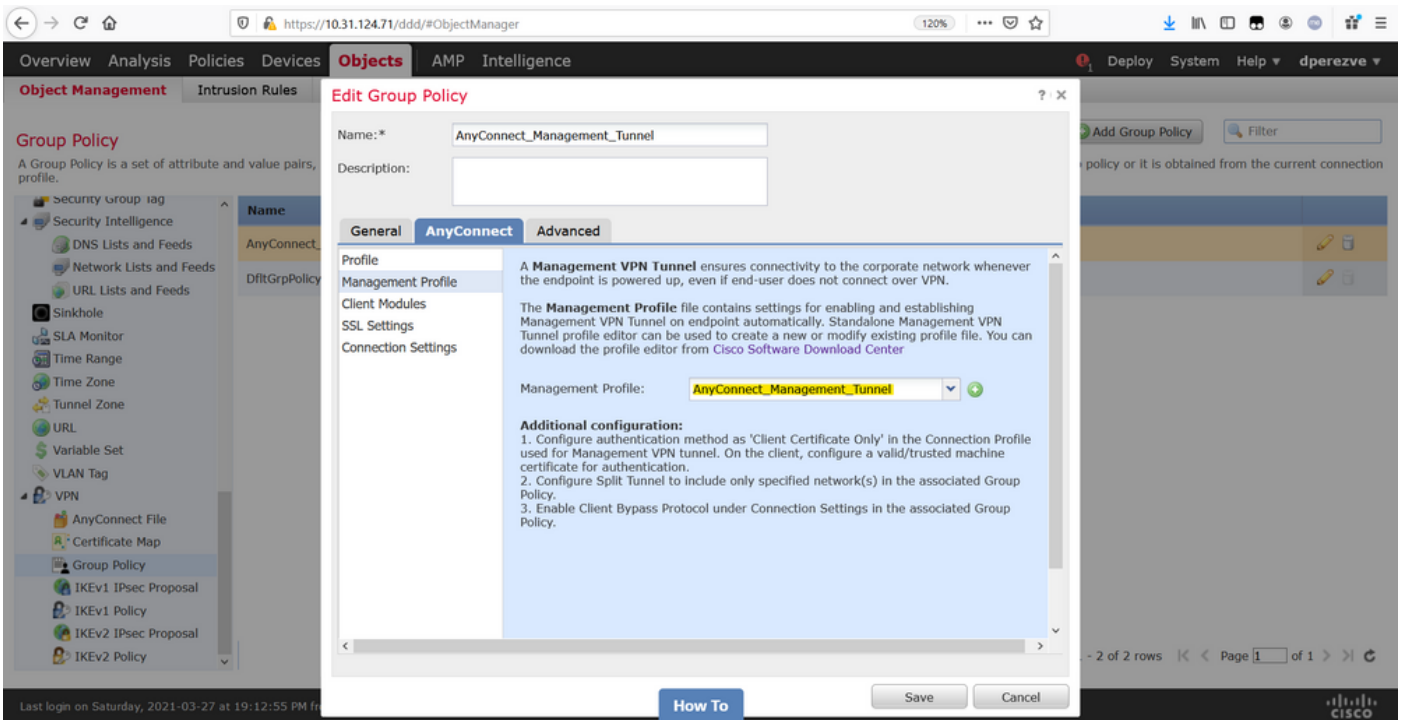 https://10.31.124.71/ddd/#ObjectManager
120%
Overview Analysis Policies Devices Objects AMP Intelligence
1 Deploy System Help dperezve
Object Management Intrusion Rules
Group Policy
A Group Policy is a set of attribute and value pairs,
policy or it is obtained from the current connection
profile.
Add Group Policy
Filter
Security Group Tag
Security Intelligence
DNS Lists and Feeds
Network Lists and Feeds
URL Lists and Feeds
Sinkhole
SLA Monitor
Time Range
Time Zone
Tunnel Zone
URL
Variable Set
VLAN Tag
VPN
AnyConnect File
Certificate Map
Group Policy
IKEv1 IPsec Proposal
IKEv1 Policy
IKEv2 IPsec Proposal
IKEv2 Policy
Name
AnyConnect_
DfltGrpPolicy
Edit Group Policy
?
Name:*
AnyConnect_Management_Tunnel
Description:
General AnyConnect Advanced
Profile
Management Profile
Client Modules
SSL Settings
Connection Settings
A Management VPN Tunnel ensures connectivity to the corporate network whenever
the endpoint is powered up, even if end-user does not connect over VPN.
The Management Profile file contains settings for enabling and establishing
Management VPN Tunnel on endpoint automatically. Standalone Management VPN
Tunnel profile editor can be used to create a new or modify existing profile file. You can
download the profile editor from Cisco Software Download Center
Management Profile:
AnyConnect_Management_Tunnel
Additional configuration:
1. Configure authentication method as 'Client Certificate Only' in the Connection Profile
used for Management VPN tunnel. On the client, configure a valid/trusted machine
certificate for authentication.
2. Configure Split Tunnel to include only specified network(s) in the associated Group
Policy.
3. Enable Client Bypass Protocol under Connection Settings in the associated Group
Policy.
- 2 of 2 rows Page 1 of 1
Save
Cancel
How To
Last login on Saturday, 2021-03-27 at 19:12:55 PM fr
CISCO